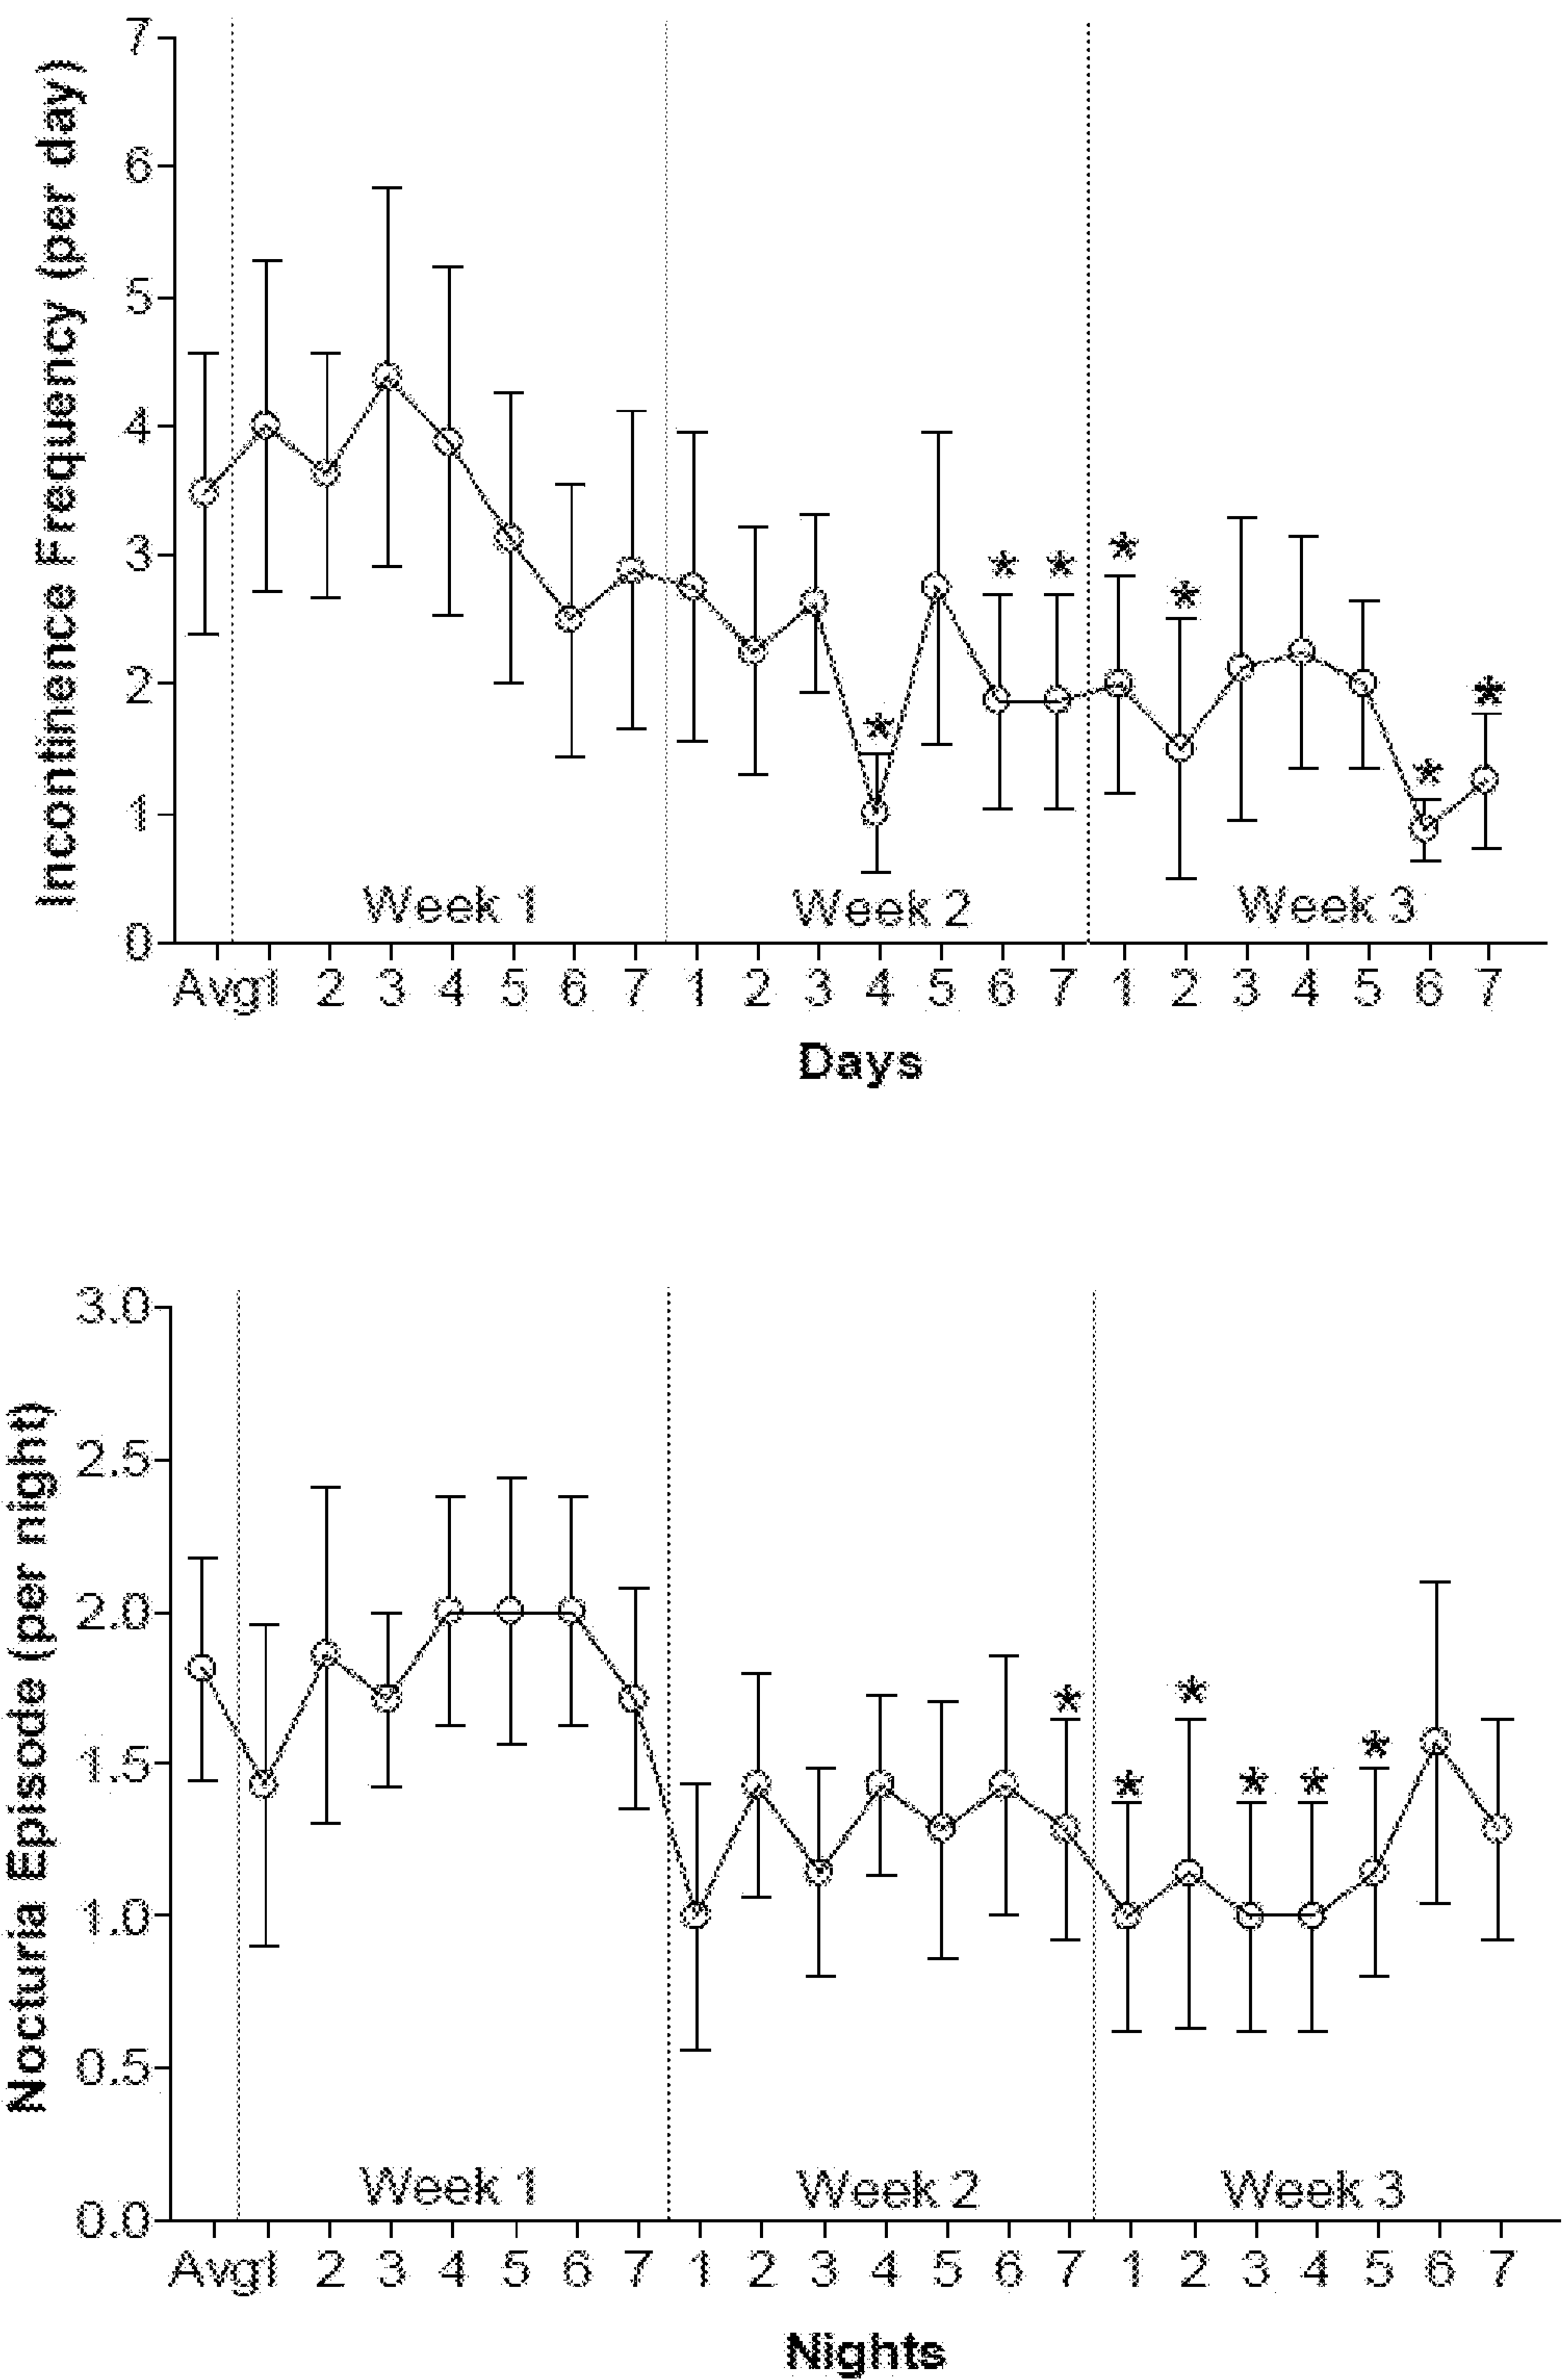 Incontinence Frequency (per day)
7
6
5
4
3
2
1
0
* * * * * * *
Week 1 Week 2 Week 3
Avg1 2 3 4 5 6 7 1 2 3 4 5 6 7 1 2 3 4 5 6 7
Days
Nocturia Episode (per night)
3.0
2.5
2.0
1.5
1.0
0.5
0.0
* * * * * *
Week 1 Week 2 Week 3
Avg1 2 3 4 5 6 7 1 2 3 4 5 6 7 1 2 3 4 5 6 7
Nights